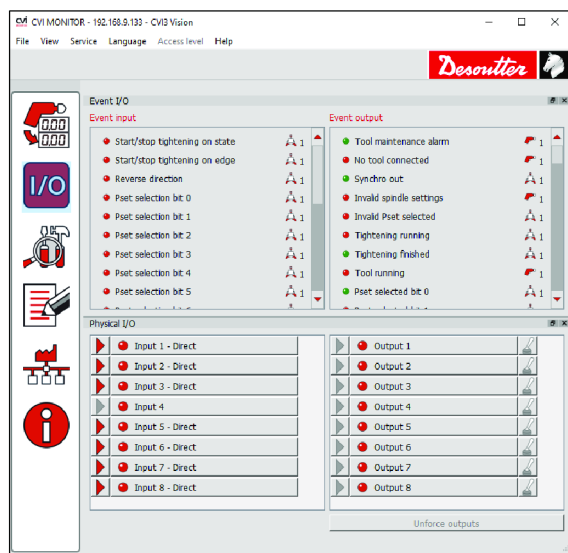 cvi CVI MONITOR - 192.168.9.133 - CVI3 Vision
File View Service Language Access level Help
Desoutter
Event I/O
Event input
Start/stop tightening on state 1
Start/stop tightening on edge 1
Reverse direction 1
Pset selection bit 0 1
Pset selection bit 1 1
Pset selection bit 2 1
Pset selection bit 3 1
Pset selection bit 4 1
Pset selection bit 5 1
Event output
Tool maintenance alarm 1
No tool connected 1
Synchro out 1
Invalid spindle settings 1
Invalid Pset selected 1
Tightening running 1
Tightening finished 1
Tool running 1
Pset selected bit 0 1
0.00
0.00
I/O
Physical I/O
Input 1 - Direct
Input 2 - Direct
Input 3 - Direct
Input 4
Input 5 - Direct
Input 6 - Direct
Input 7 - Direct
Input 8 - Direct
Output 1
Output 2
Output 3
Output 4
Output 5
Output 6
Output 7
Output 8
Unforce outputs